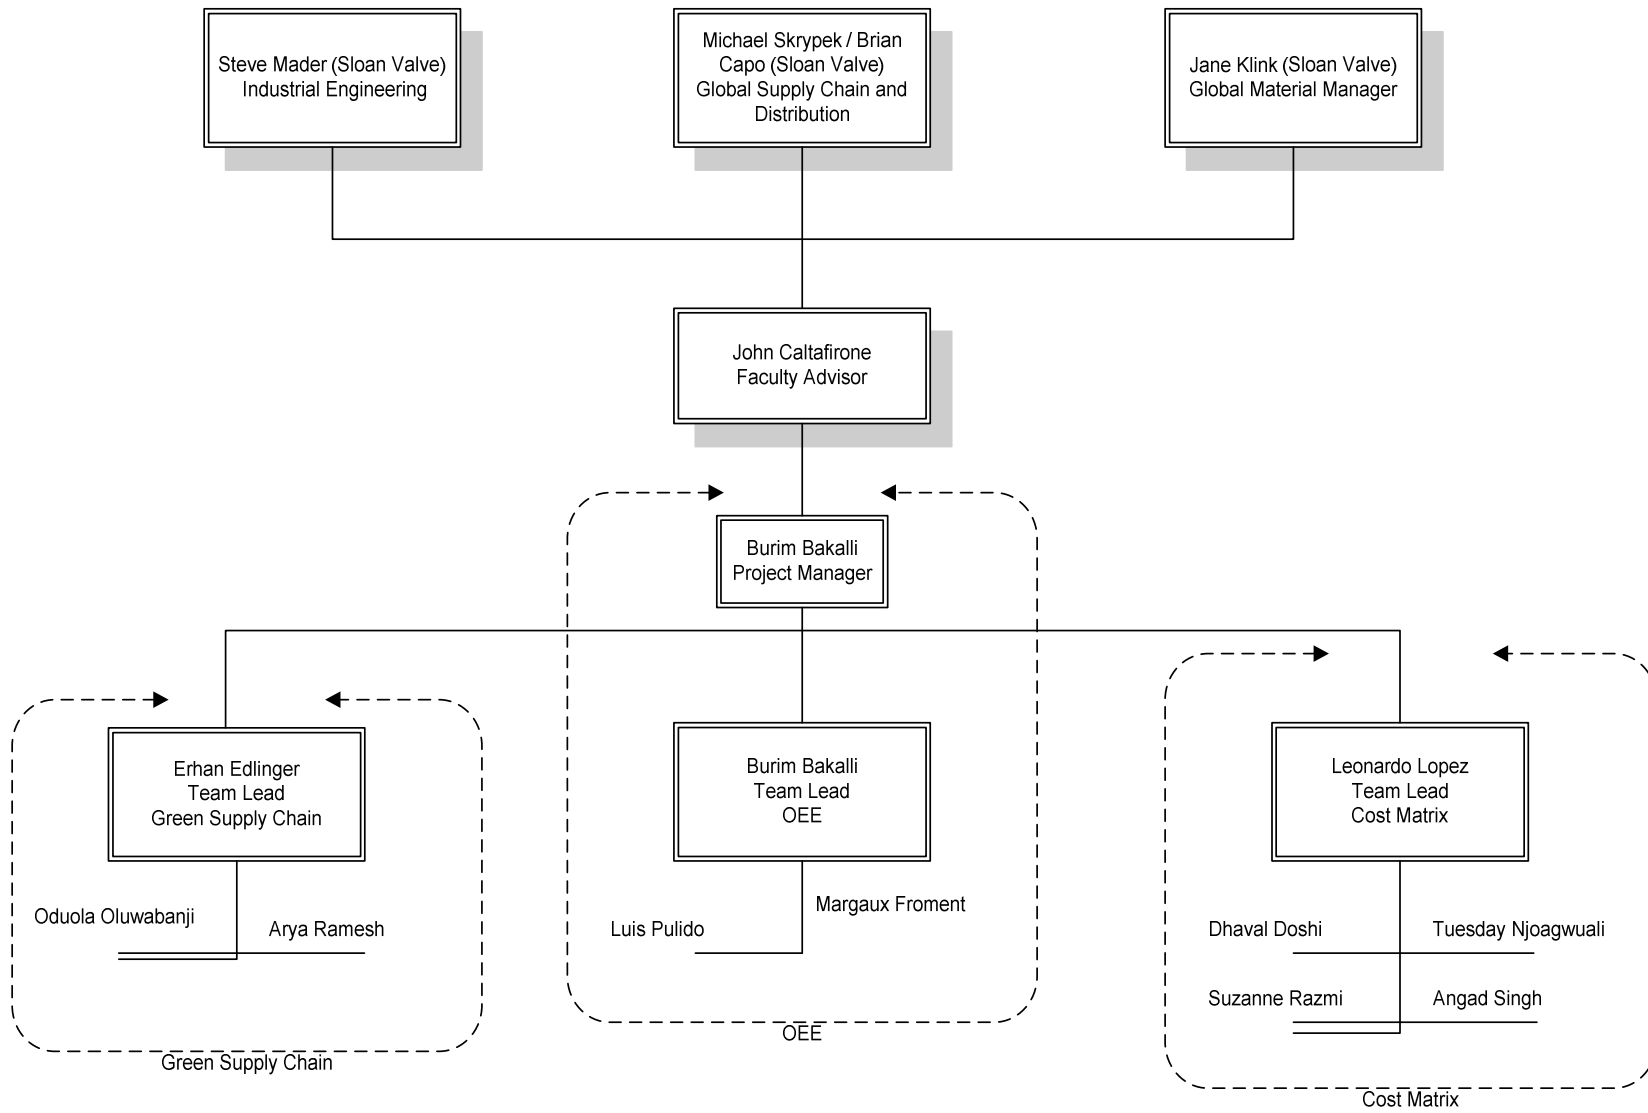 Steve Mader (Sloan Valve)
Industrial Engineering
Michael Skrypek / Brian
Capo (Sloan Valve)
Global Supply Chain and
Distribution
Jane Klink (Sloan Valve)
Global Material Manager
John Caltafirone
Faculty Advisor
Burim Bakalli
Project Manager
Erhan Edlinger
Team Lead
Green Supply Chain
Burim Bakalli
Team Lead
OEE
Leonardo Lopez
Team Lead
Cost Matrix
Oduola Oluwabanji
Arya Ramesh
Luis Pulido
Margaux Froment
Dhaval Doshi
Tuesday Njoagwuali
Suzanne Razmi
Angad Singh
Green Supply Chain
OEE
Cost Matrix